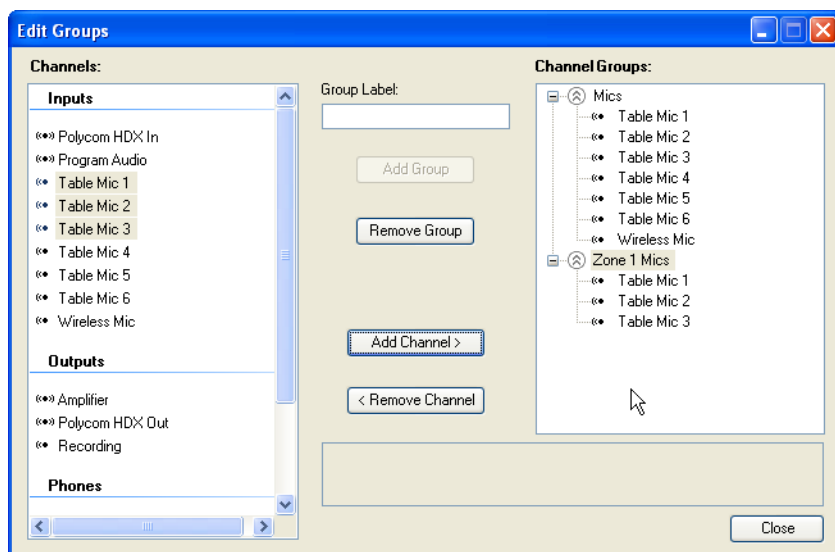 Edit Groups
Channels:
Inputs
Polycom HDX In
Program Audio
Table Mic 1
Table Mic 2
Table Mic 3
Table Mic 4
Table Mic 5
Table Mic 6
Wireless Mic
Outputs
Amplifier
Polycom HDX Out
Recording
Phones
Group Label:
Add Group
Remove Group
Add Channel >
< Remove Channel
Channel Groups:
Mics
Table Mic 1
Table Mic 2
Table Mic 3
Table Mic 4
Table Mic 5
Table Mic 6
Wireless Mic
Zone 1 Mics
Table Mic 1
Table Mic 2
Table Mic 3
Close